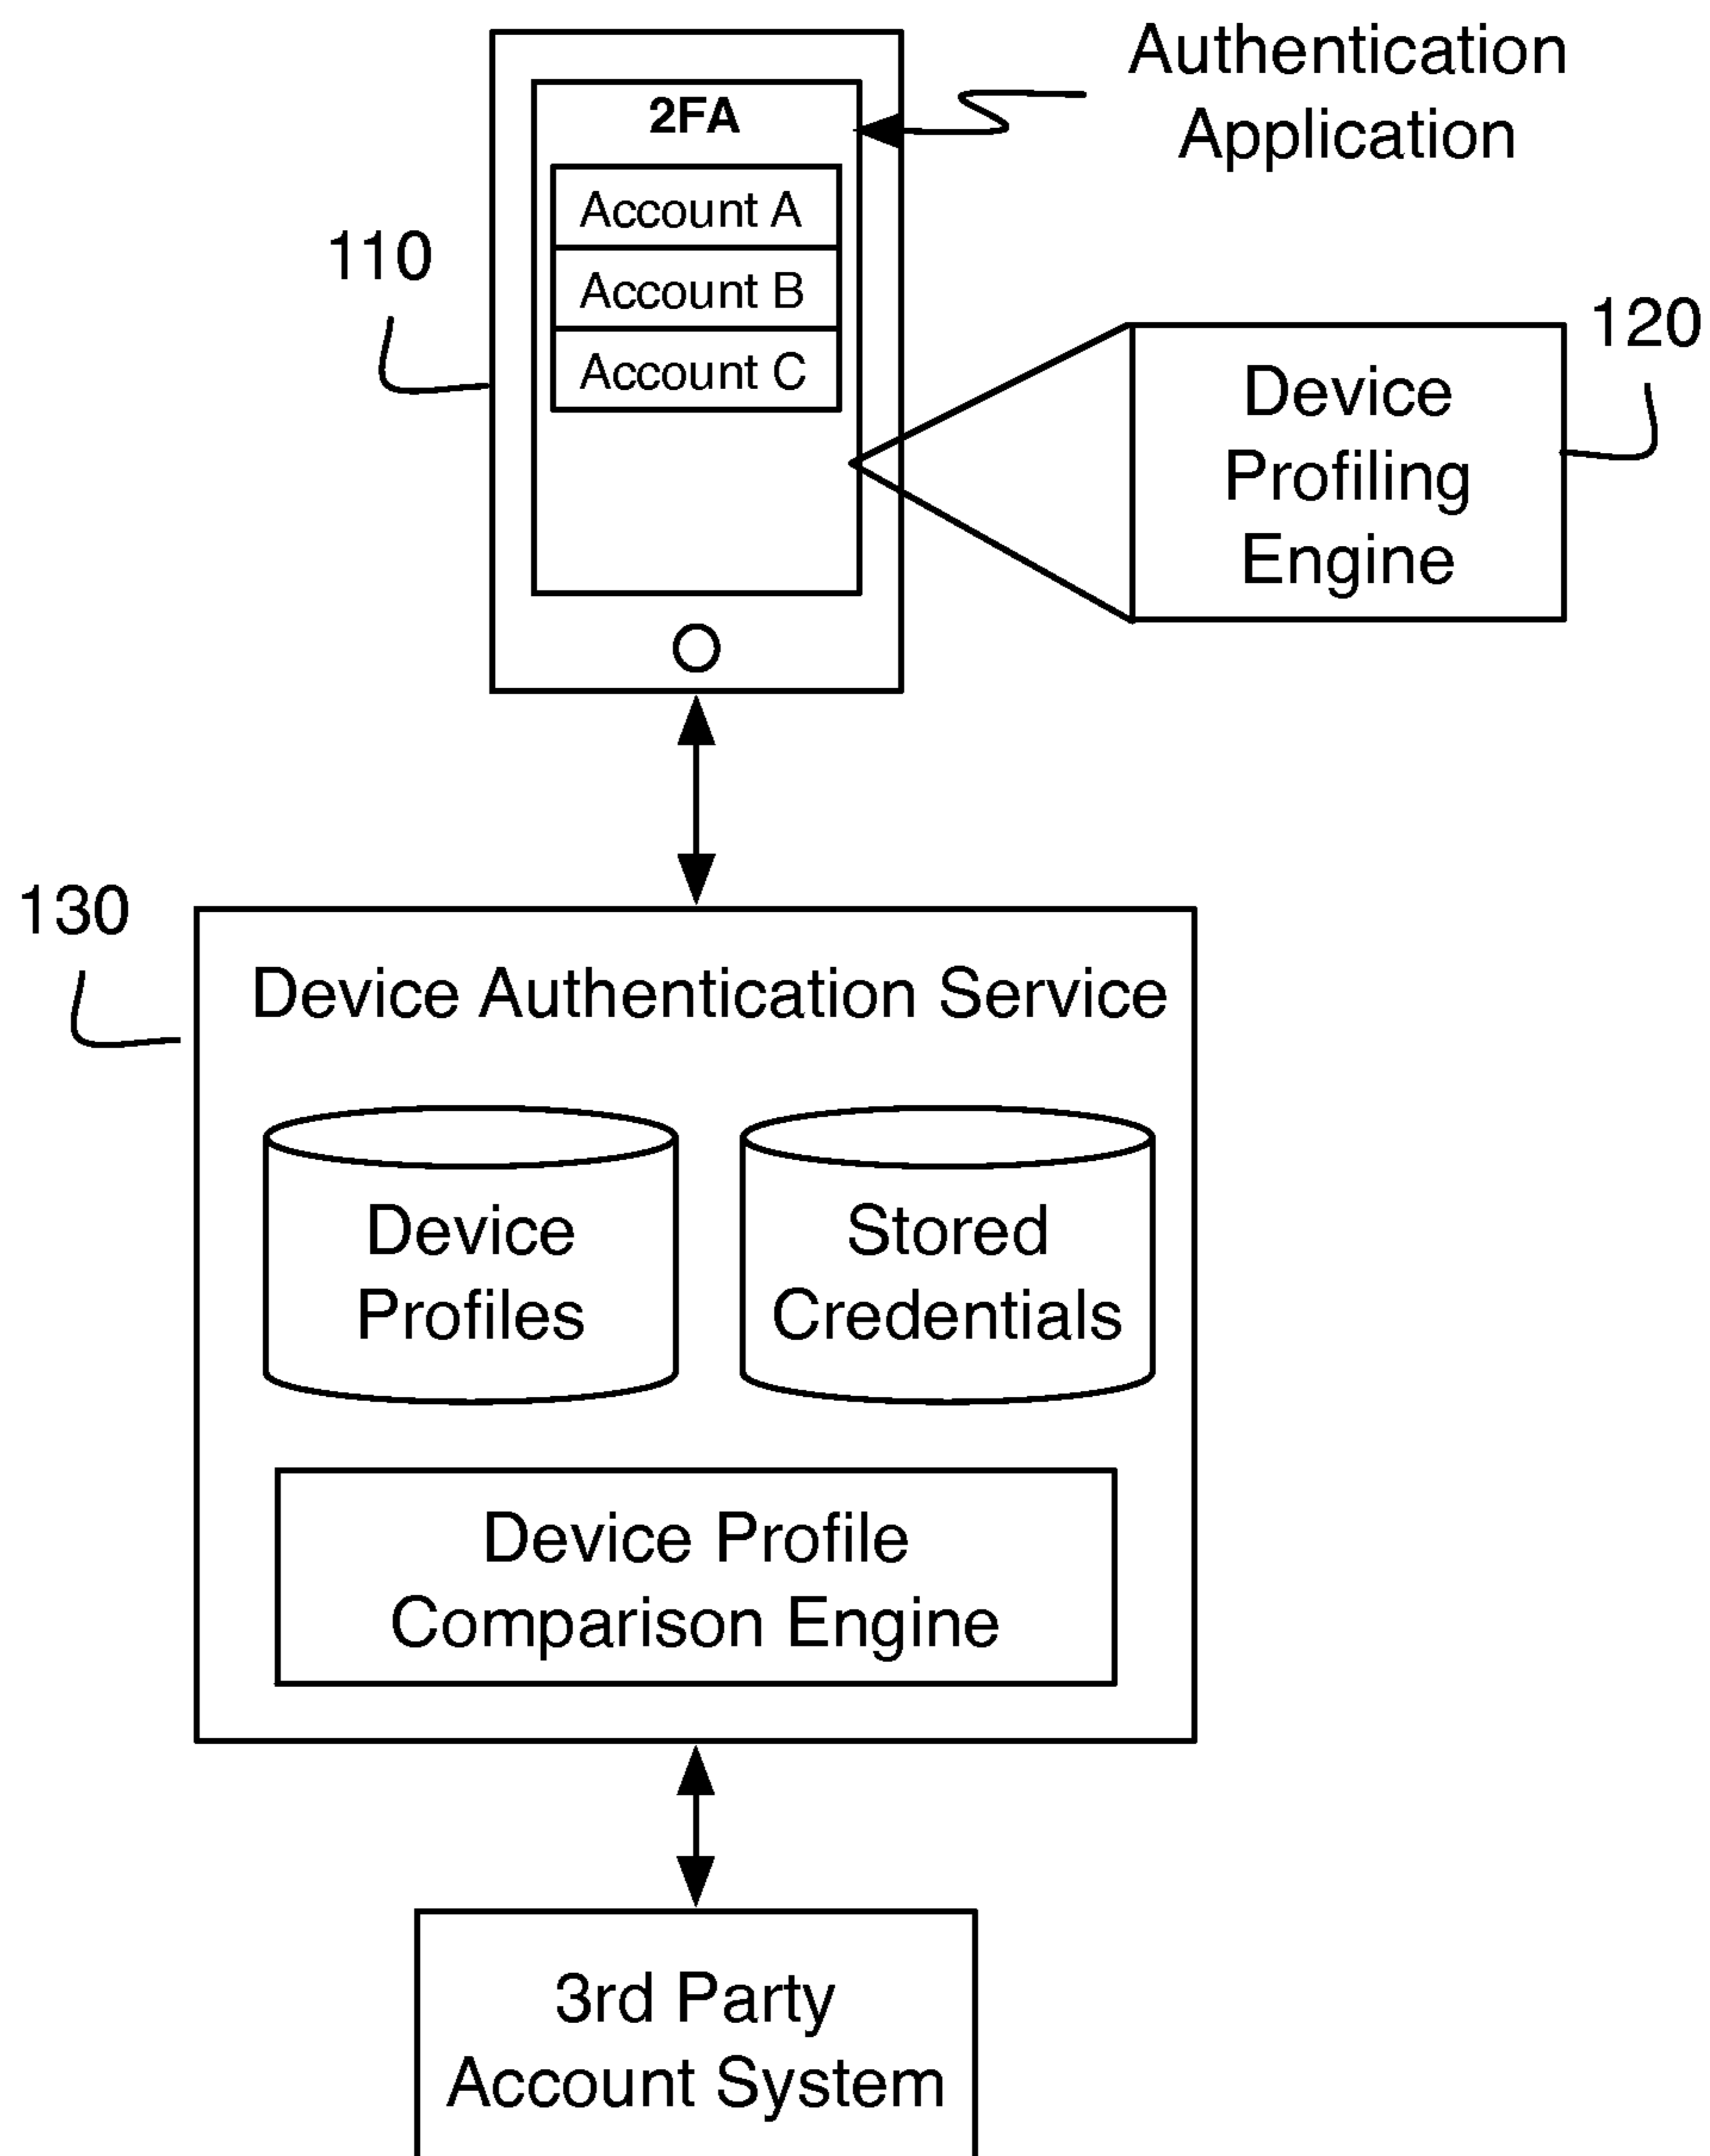 Authentication
Application
2FA
Account A
Account B
Account C
110
120
Device
Profiling
Engine
130
Device Authentication Service
Device
Profiles
Stored
Credentials
Device Profile
Comparison Engine
3rd Party
Account System